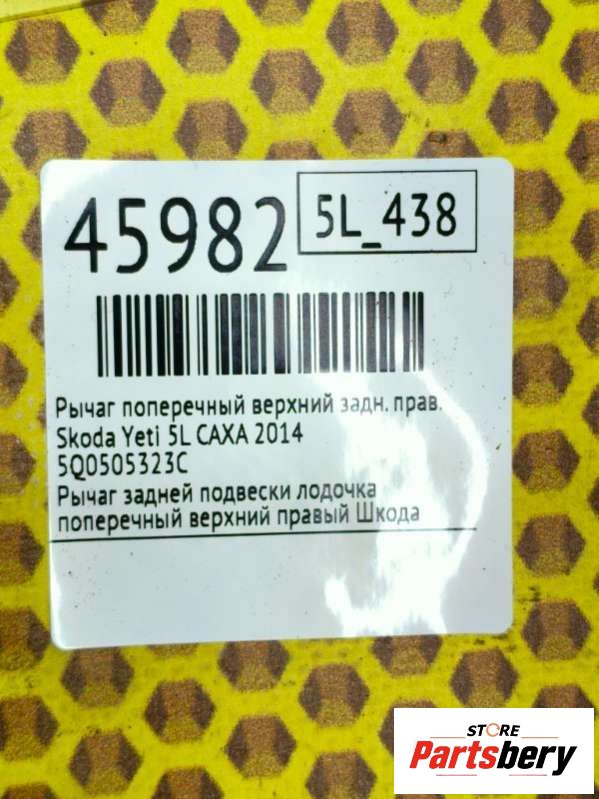 45982
5L_438
Рычаг поперечный верхний задн. прав.
Skoda Yeti 5L CAXA 2014
5Q0505323C
Рычаг задней подвески лодочка
поперечный верхний правый Шкода
STORE
Partsbery